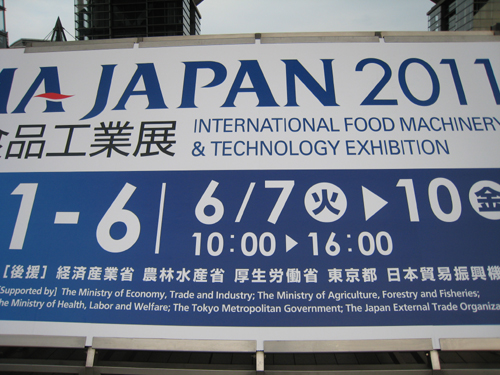 MA JAPAN 2011
食品工業展
INTERNATIONAL FOOD MACHINERY
& TECHNOLOGY EXHIBITION
1-6
6/7火▶10金
10:00▶16:00
[後援] 経済産業省 農林水産省 厚生労働省 東京都 日本貿易振興機
[Supported by] The Ministry of Economy, Trade and Industry; The Ministry of Agriculture, Forestry and Fisheries;
The Ministry of Health, Labor and Welfare; The Tokyo Metropolitan Government; The Japan External Trade Organiza